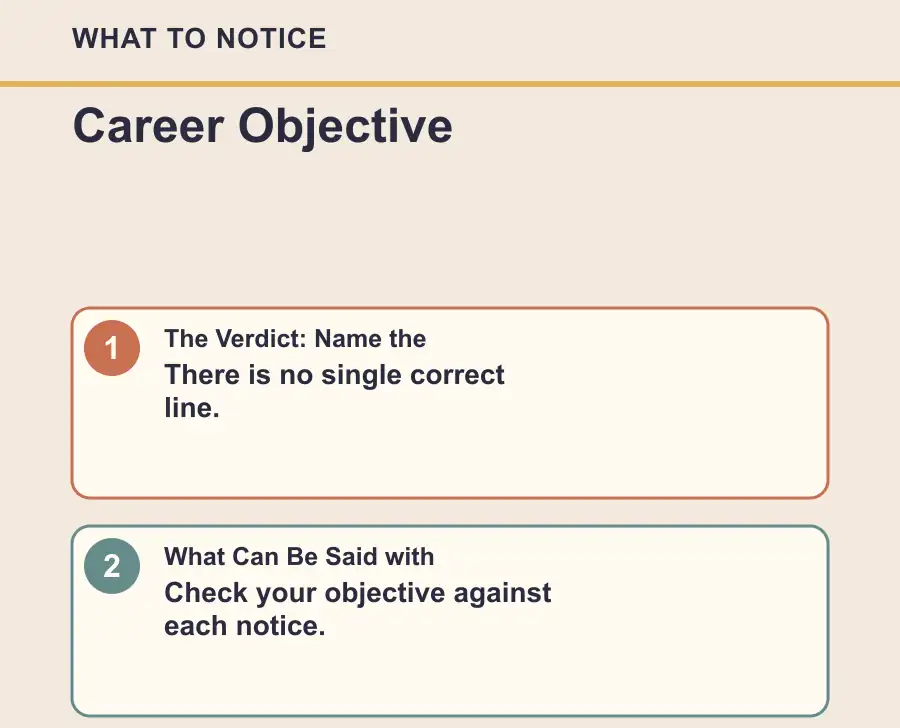 WHAT TO NOTICE
Career Objective
1
The Verdict: Name the
There is no single correct
line.
2
What Can Be Said with
Check your objective against
each notice.